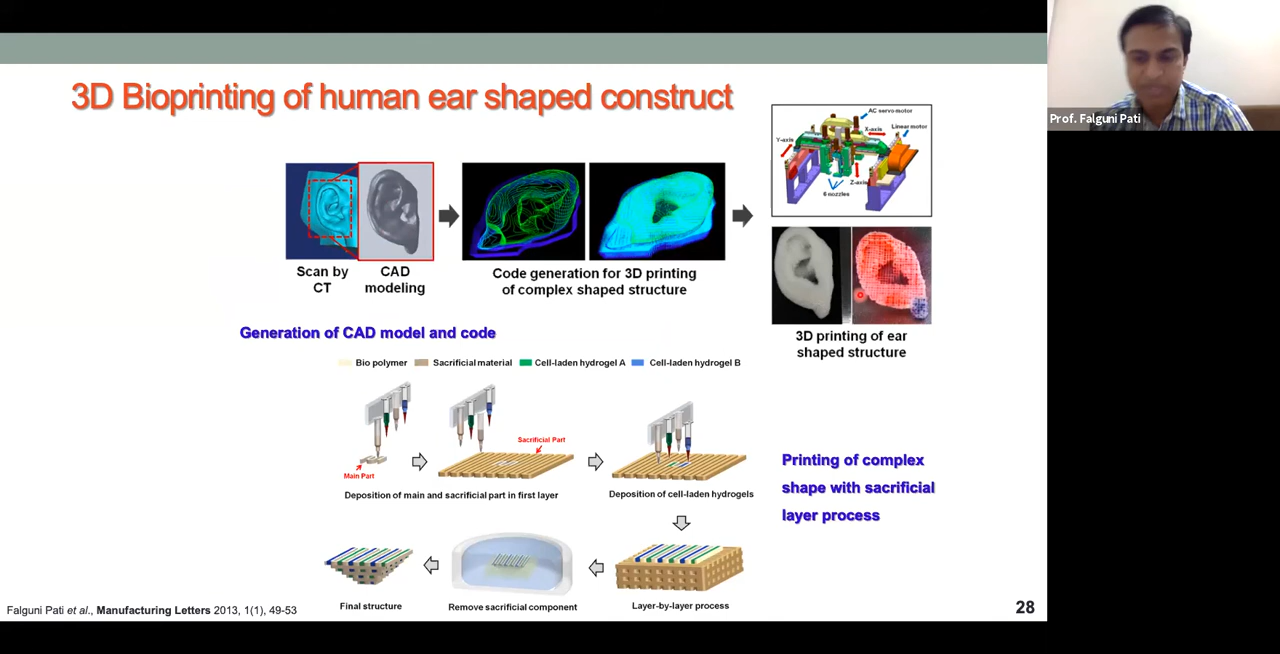 3D Bioprinting of human ear shaped construct
Prof. Falguni Pati
AC servo motor
X-axis
Linear motor
Y-axis
Z-axis
6 nozzles
Scan by
CT
CAD
modeling
Code generation for 3D printing
of complex shaped structure
3D printing of ear
shaped structure
Generation of CAD model and code
Bio polymer
Sacrificial material
Cell-laden hydrogel A
Cell-laden hydrogel B
Main Part
Sacrificial Part
Deposition of main and sacrificial part in first layer
Deposition of cell-laden hydrogels
Printing of complex
shape with sacrificial
layer process
Final structure
Remove sacrificial component
Layer-by-layer process
Falguni Pati et al., Manufacturing Letters 2013, 1(1), 49-53
28